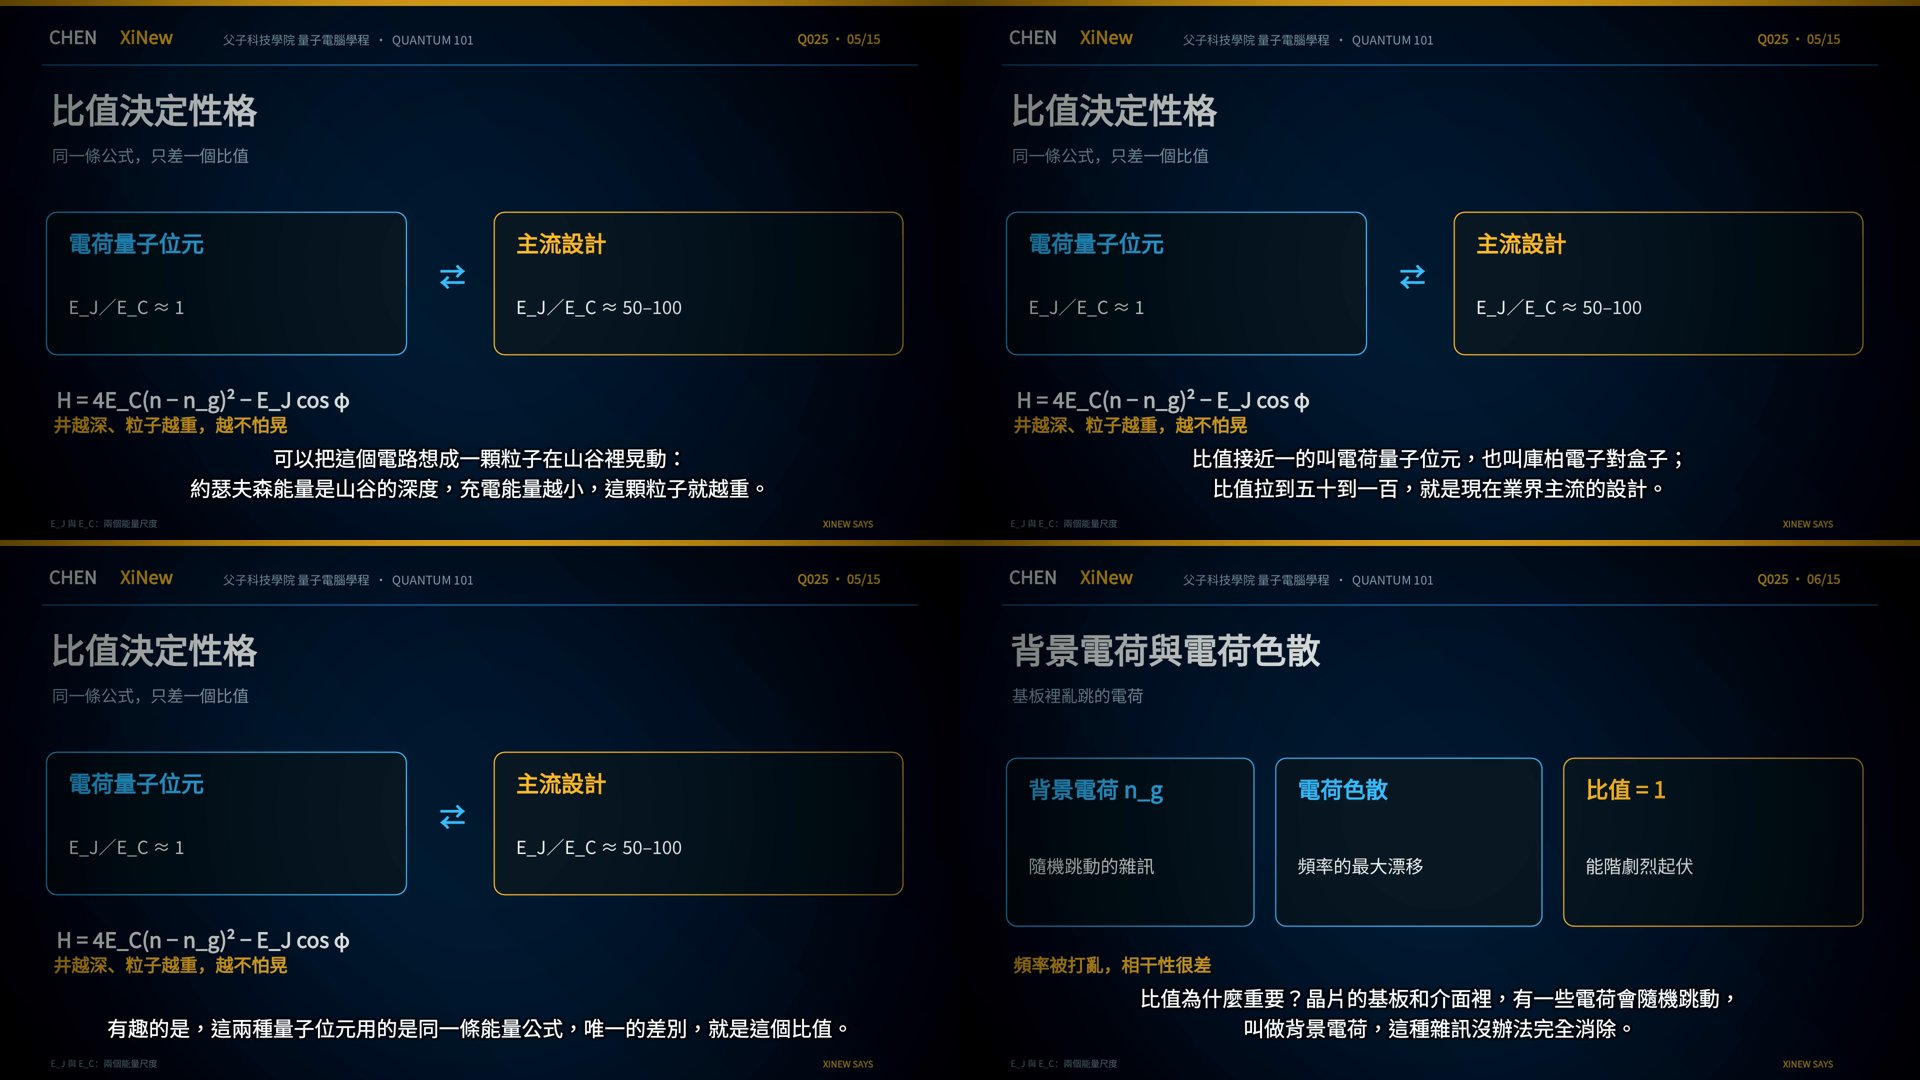 CHEN XiNew 父子科技學院 量子電腦學程 · QUANTUM 101 Q025 · 05/15
比值決定性格
同一條公式，只差一個比值
電荷量子位元
E_J／E_C ≈ 1
⇄
主流設計
E_J／E_C ≈ 50–100
H = 4E_C(n − n_g)² − E_J cos φ
井越深、粒子越重，越不怕晃
可以把這個電路想成一顆粒子在山谷裡晃動：
約瑟夫森能量是山谷的深度，充電能量越小，這顆粒子就越重。
E_J 與 E_C：兩個能量尺度 XINEW SAYS
CHEN XiNew 父子科技學院 量子電腦學程 · QUANTUM 101 Q025 · 05/15
比值決定性格
同一條公式，只差一個比值
電荷量子位元
E_J／E_C ≈ 1
⇄
主流設計
E_J／E_C ≈ 50–100
H = 4E_C(n − n_g)² − E_J cos φ
井越深、粒子越重，越不怕晃
比值接近一的叫電荷量子位元，也叫庫柏電子對盒子；
比值拉到五十到一百，就是現在業界主流的設計。
E_J 與 E_C：兩個能量尺度 XINEW SAYS
CHEN XiNew 父子科技學院 量子電腦學程 · QUANTUM 101 Q025 · 05/15
比值決定性格
同一條公式，只差一個比值
電荷量子位元
E_J／E_C ≈ 1
⇄
主流設計
E_J／E_C ≈ 50–100
H = 4E_C(n − n_g)² − E_J cos φ
井越深、粒子越重，越不怕晃
有趣的是，這兩種量子位元用的是同一條能量公式，唯一的差別，就是這個比值。
E_J 與 E_C：兩個能量尺度 XINEW SAYS
CHEN XiNew 父子科技學院 量子電腦學程 · QUANTUM 101 Q025 · 06/15
背景電荷與電荷色散
基板裡亂跳的電荷
背景電荷 n_g
隨機跳動的雜訊
電荷色散
頻率的最大漂移
比值 = 1
能階劇烈起伏
頻率被打亂，相干性很差
比值為什麼重要？晶片的基板和介面裡，有一些電荷會隨機跳動，
叫做背景電荷，這種雜訊沒辦法完全消除。
E_J 與 E_C：兩個能量尺度 XINEW SAYS